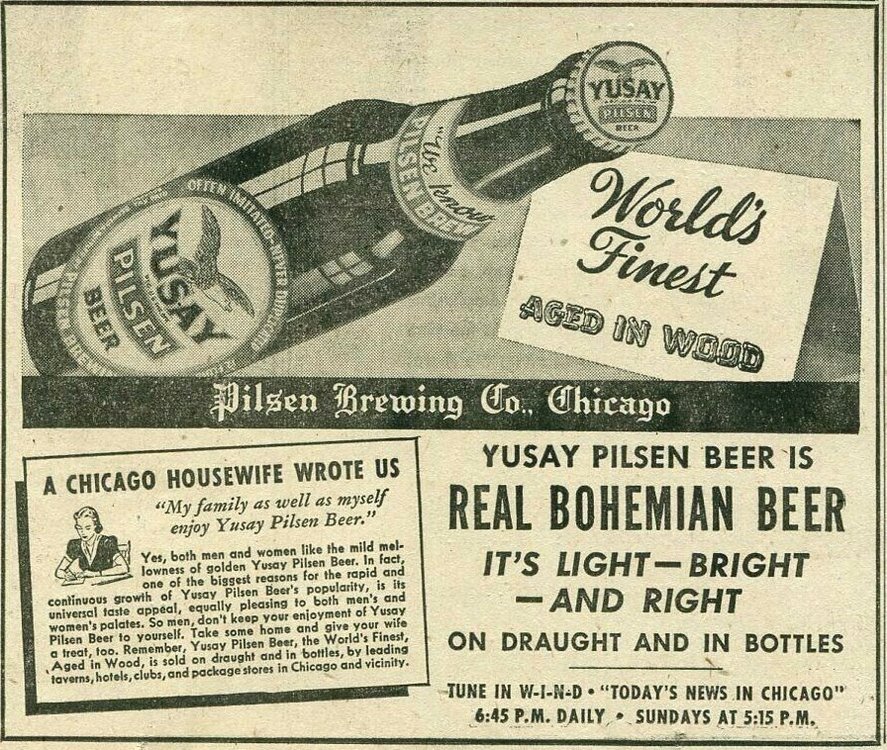 YUSAY
PILSEN
BEER
"We know
PILSEN BREW
OFTEN IMITATED-NEVER DUPLICATED
YUSAY
PILSEN
BEER
World's
Finest
AGED IN WOOD
Pilsen Brewing Co., Chicago
A CHICAGO HOUSEWIFE WROTE US
"My family as well as myself
enjoy Yusay Pilsen Beer."
Yes, both men and women like the mild mel-
lowness of golden Yusay Pilsen Beer. In fact,
one of the biggest reasons for the rapid and
continuous growth of Yusay Pilsen Beer's popularity, is its
universal taste appeal, equally pleasing to both men's and
women's palates. So men, don't keep your enjoyment of Yusay
Pilsen Beer to yourself. Take some home and give your wife
a treat, too. Remember, Yusay Pilsen Beer, the World's Finest,
Aged in Wood, is sold on draught and in bottles, by leading
taverns, hotels, clubs, and package stores in Chicago and vicinity.
YUSAY PILSEN BEER IS
REAL BOHEMIAN BEER
IT'S LIGHT—BRIGHT
—AND RIGHT
ON DRAUGHT AND IN BOTTLES
TUNE IN W-I-N-D • "TODAY'S NEWS IN CHICAGO"
6:45 P.M. DAILY • SUNDAYS AT 5:15 P.M.